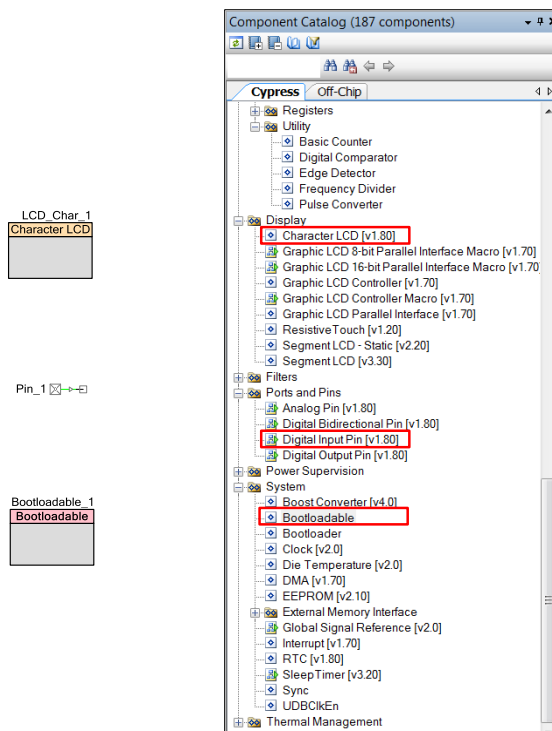 Component Catalog (187 components)
Cypress
Off-Chip
Registers
Utility
Basic Counter
Digital Comparator
Edge Detector
Frequency Divider
Pulse Converter
LCD_Char_1
Character LCD
Display
Character LCD [v1.80]
Graphic LCD 8-bit Parallel Interface Macro [v1.70]
Graphic LCD 16-bit Parallel Interface Macro [v1.70
Graphic LCD Controller [v1.70]
Graphic LCD Controller Macro [v1.70]
Graphic LCD Parallel Interface [v1.70]
ResistiveTouch [v1.20]
Segment LCD - Static [v2.20]
Segment LCD [v3.30]
Filters
Pin_1
Ports and Pins
Analog Pin [v1.80]
Digital Bidirectional Pin [v1.80]
Digital Input Pin [v1.80]
Digital Output Pin [v1.80]
Power Supervision
System
Bootloadable_1
Bootloadable
Boost Converter [v4.0]
Bootloadable
Bootloader
Clock [v2.0]
Die Temperature [v2.0]
DMA [v1.70]
EEPROM [v2.10]
External Memory Interface
Global Signal Reference [v2.0]
Interrupt [v1.70]
RTC [v1.80]
SleepTimer [v3.20]
Sync
UDBClkEn
Thermal Management